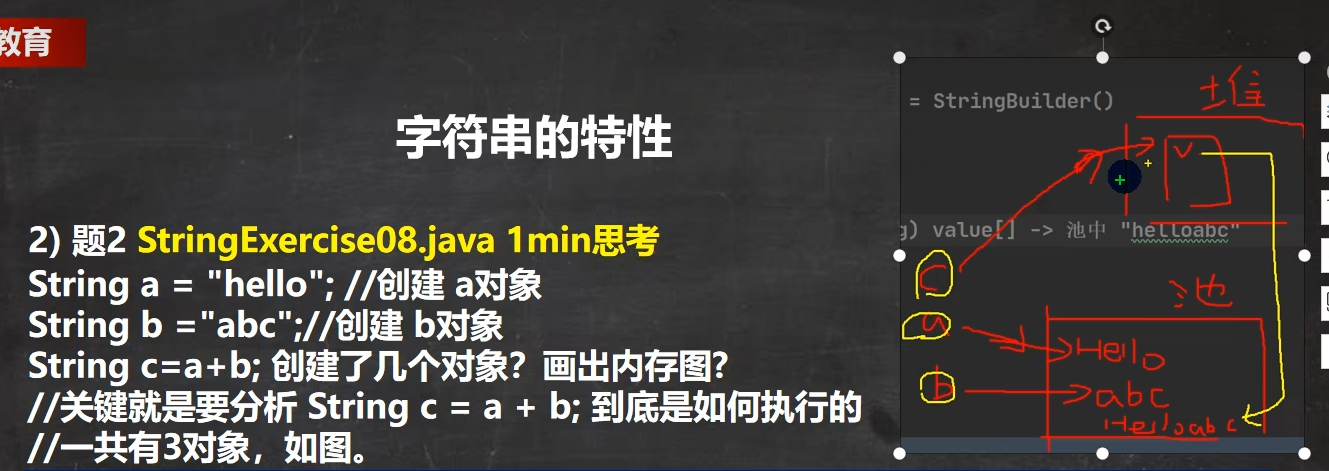 教育
字符串的特性
2) 题2 StringExercise08.java 1min思考
String a = "hello"; //创建 a对象
String b ="abc";//创建 b对象
String c=a+b; 创建了几个对象？画出内存图?
//关键就是要分析 String c = a + b; 到底是如何执行的
//一共有3对象，如图。
= StringBuilder()
堆
v
g) value[] -> 池中 "helloabc"
c
池
a
Hello
b
abc
Helloabc